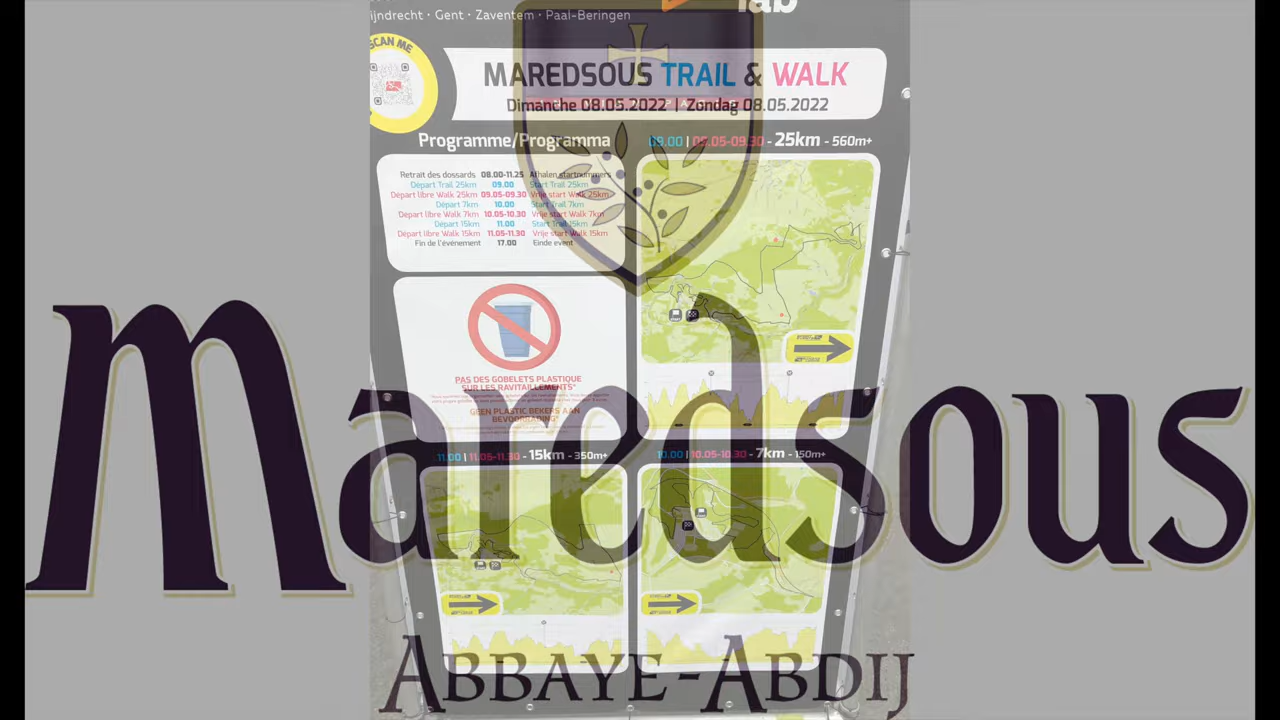 ijndrecht · Gent · Zaventem · Paal-Beringen
lab
SCAN ME
MAREDSOUS TRAIL & WALK
Dimanche 08.05.2022 | Zondag 08.05.2022
Programme/Programma
Retrait des dossards 08.00-11.25 Afhalen startnummers
Départ Trail 25km 09.00 Start Trail 25km
Départ libre Walk 25km 09.05-09.30 Vrije start Walk 25km
Départ 7km 10.00 Start Trail 7km
Départ libre Walk 7km 10.05-10.30 Vrije start Walk 7km
Départ 15km 11.00 Start Trail 15km
Départ libre Walk 15km 11.05-11.30 Vrije start Walk 15km
Fin de l'événement 17.00 Einde event
09.00 | 09.05-09.30 - 25km - 560m+
PAS DES GOBELETS PLASTIQUE
SUR LES RAVITAILLEMENTS*
GEEN PLASTIC BEKERS AAN
BEVOORRADING*
11.00 | 11.05-11.30 - 15km - 350m+
10.00 | 10.05-10.30 - 7km - 150m+
Maredsous
ABBAYE-ABDIJ